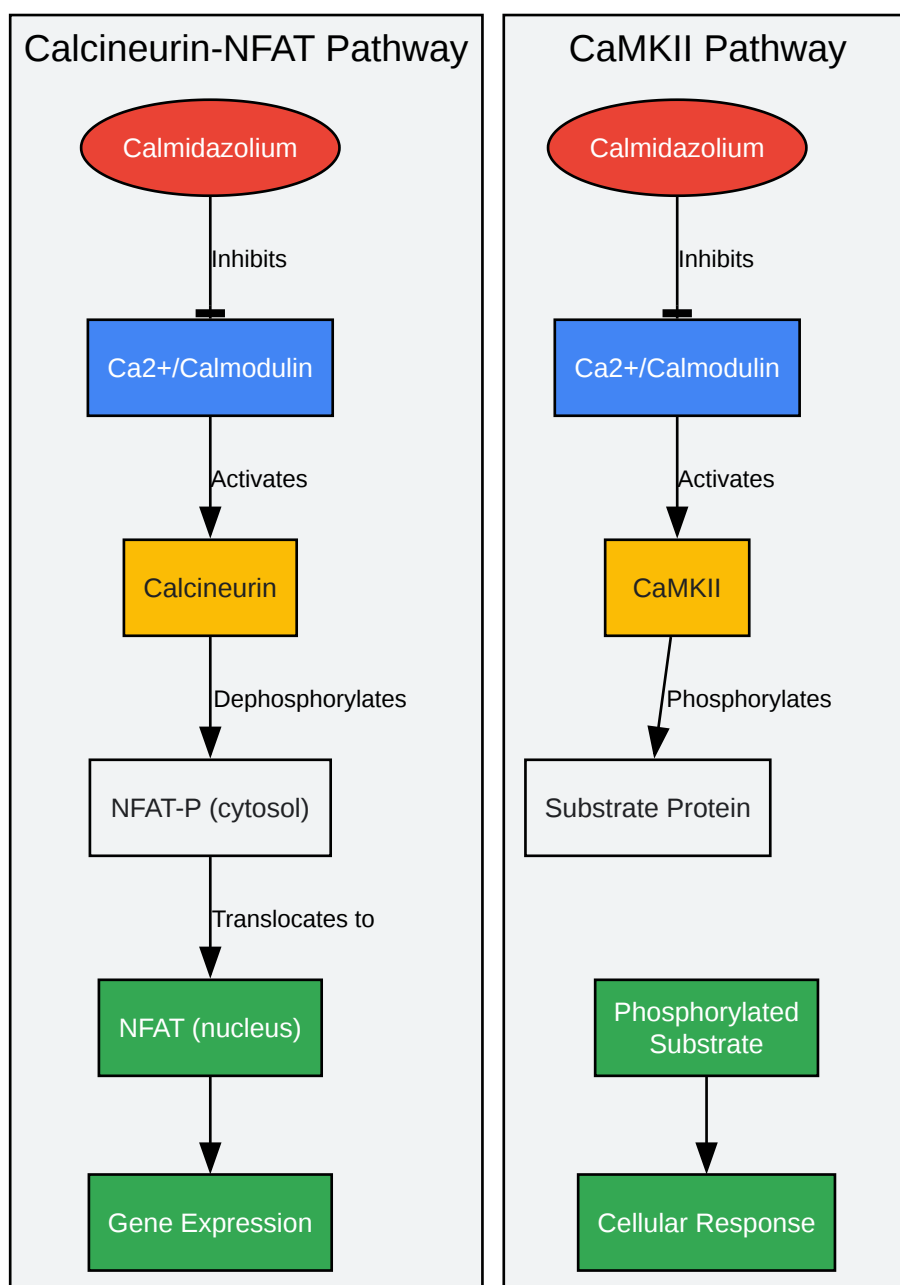 Calcineurin-NFAT Pathway
Calmidazolium
Inhibits
Ca2+/Calmodulin
Activates
Calcineurin
Dephosphorylates
NFAT-P (cytosol)
Translocates to
NFAT (nucleus)
Gene Expression
CaMKII Pathway
Calmidazolium
Inhibits
Ca2+/Calmodulin
Activates
CaMKII
Phosphorylates
Substrate Protein
Phosphorylated
Substrate
Cellular Response